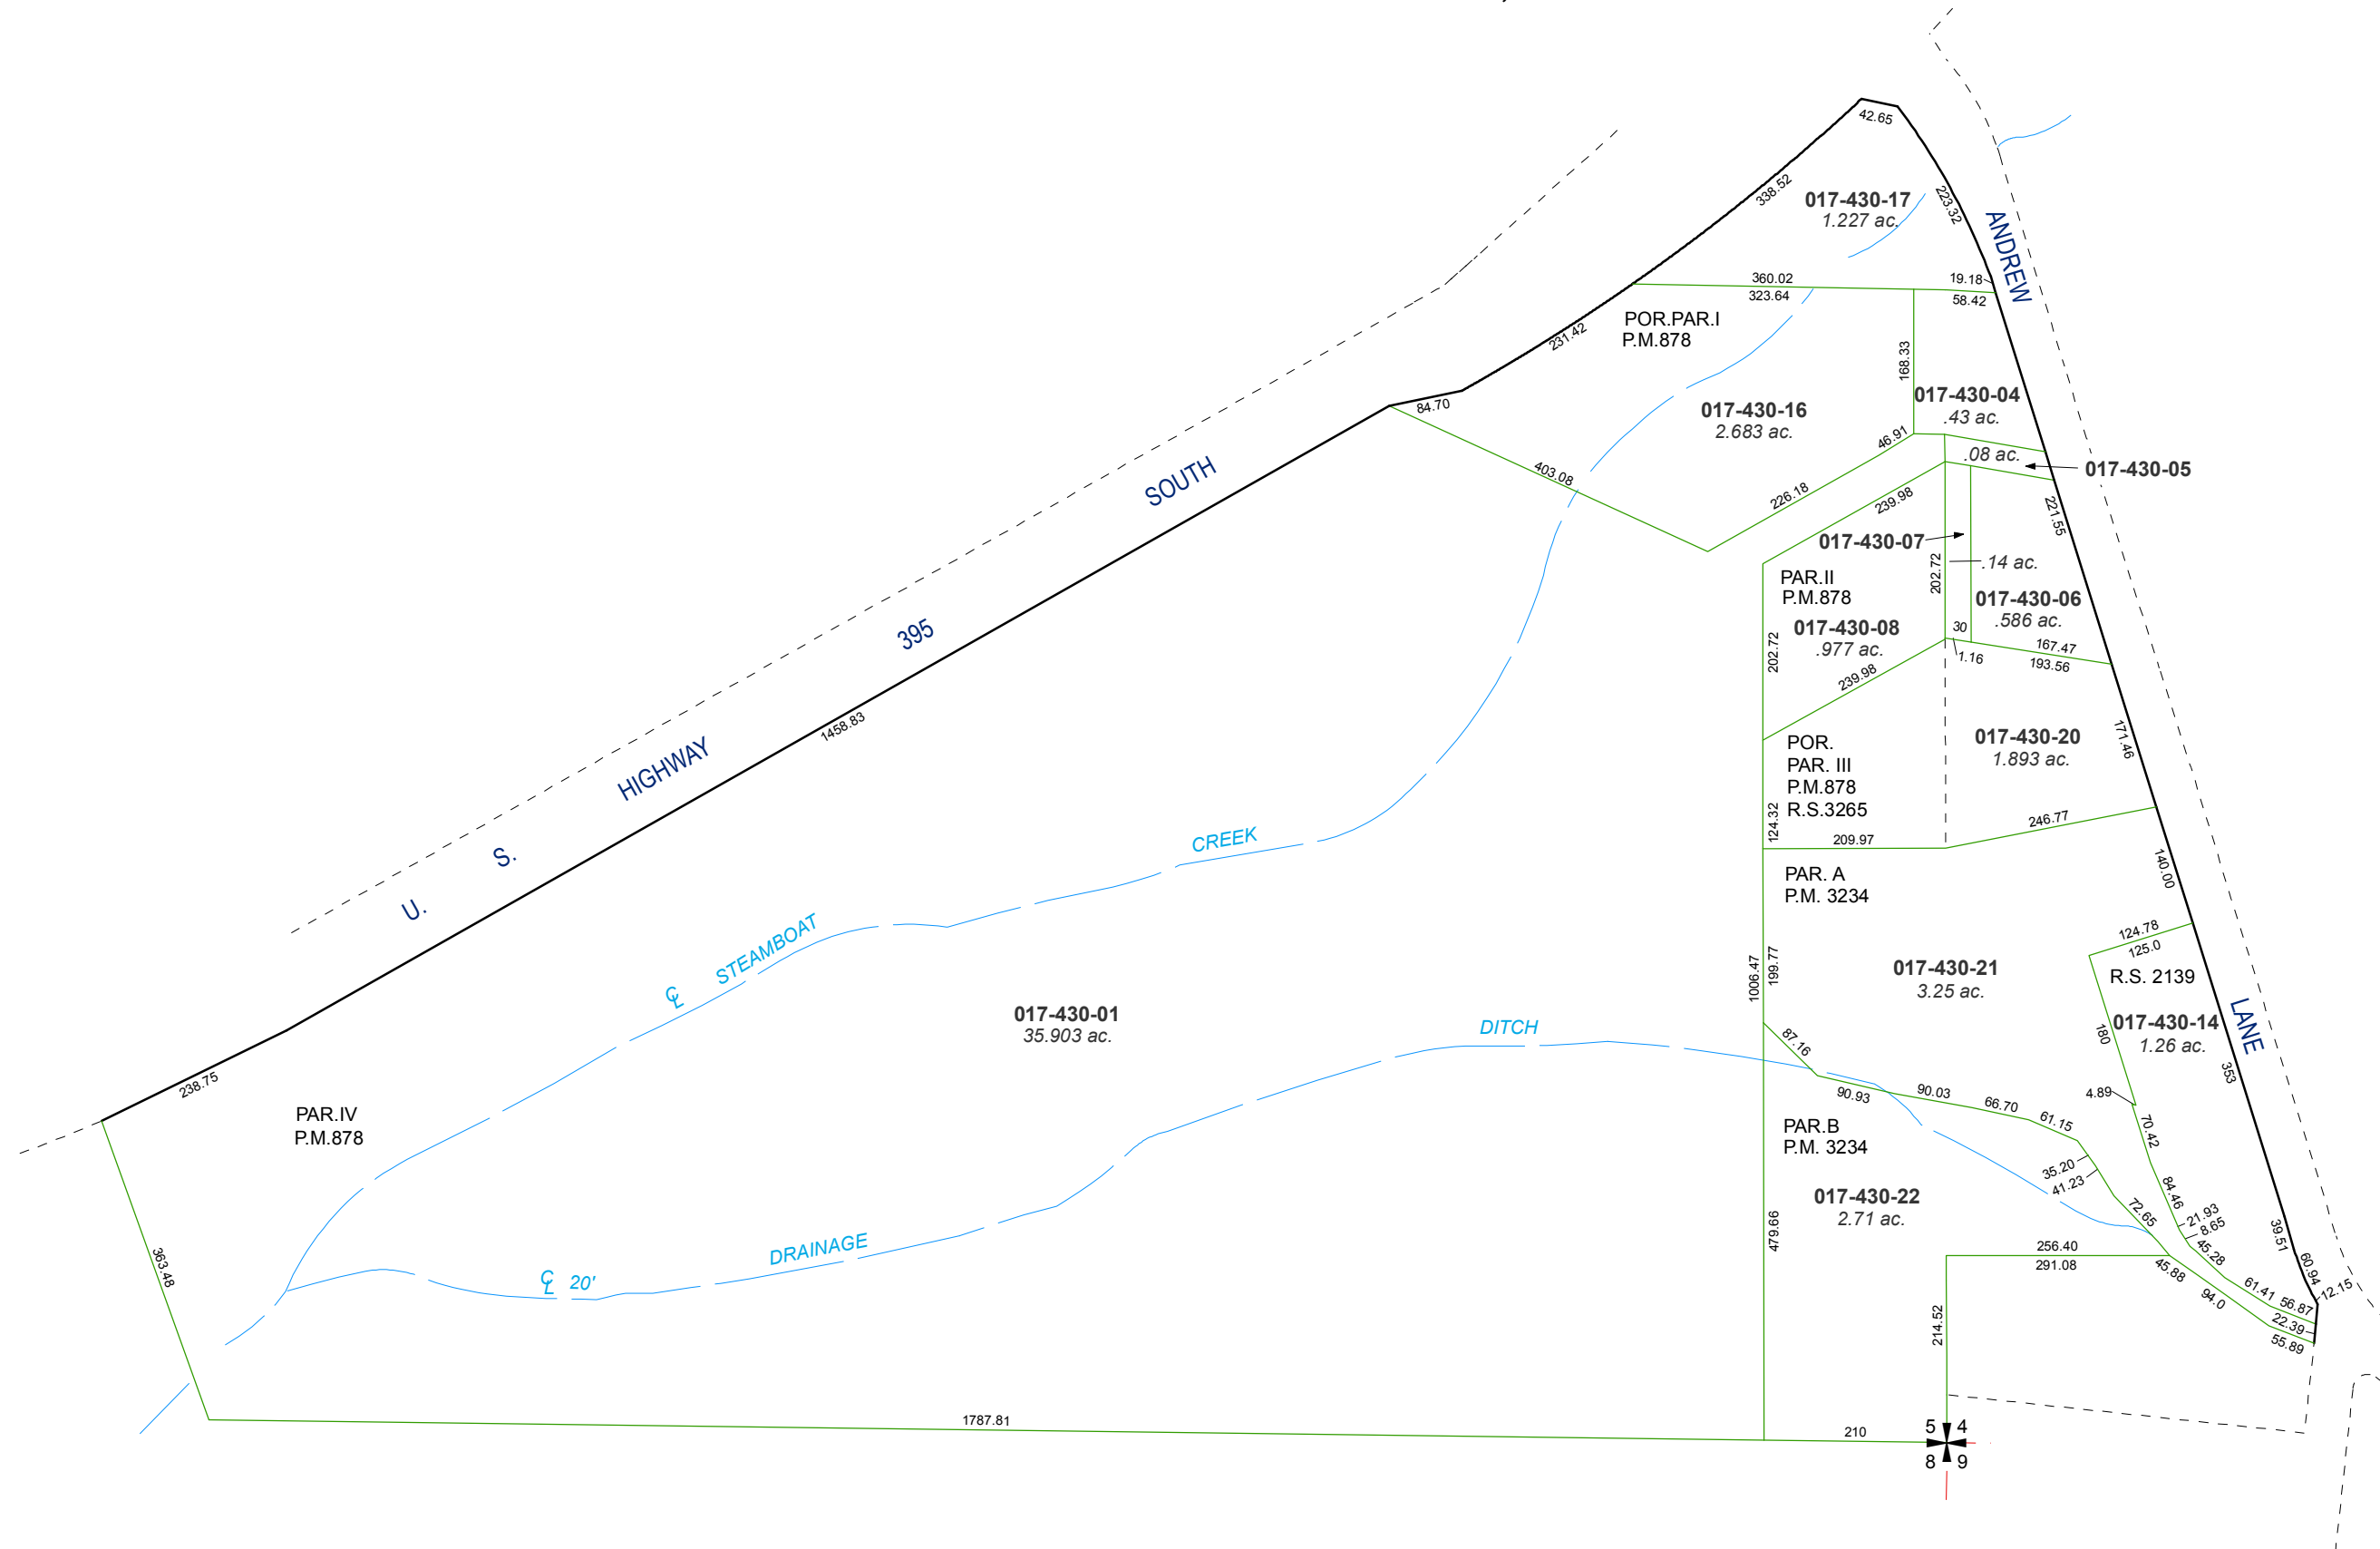 42.65
338.52
017-430-17
1.227 ac.
223.32
ANDREW
360.02
19.18
323.64
58.42
POR.PAR.I
P.M.878
231.42
168.33
84.70
017-430-16
2.683 ac.
017-430-04
.43 ac.
46.91
.08 ac.
017-430-05
403.08
226.18
239.98
221.55
SOUTH
017-430-07
202.72
.14 ac.
PAR.II
P.M.878
017-430-06
.586 ac.
395
017-430-08
.977 ac.
30
202.72
1.16
167.47
193.56
239.98
HIGHWAY
1458.83
POR.
PAR. III
P.M.878
R.S.3265
017-430-20
1.893 ac.
171.46
124.32
209.97
246.77
CREEK
U. S.
PAR. A
P.M. 3234
140.00
STEAMBOAT
℄
124.78
125.0
1006.47
199.77
017-430-21
3.25 ac.
R.S. 2139
LANE
017-430-01
35.903 ac.
DITCH
017-430-14
1.26 ac.
180
353
87.16
238.75
90.93
90.03
66.70
61.15
4.89
70.42
PAR.IV
P.M.878
PAR.B
P.M. 3234
35.20
41.23
017-430-22
2.71 ac.
84.46
72.65
21.93
8.65
39.51
479.66
DRAINAGE
℄ 20'
363.48
256.40
291.08
45.28
45.88
60.94
61.41
56.87
12.15
94.0
22.39
55.89
214.52
1787.81
210
5 4
8 9